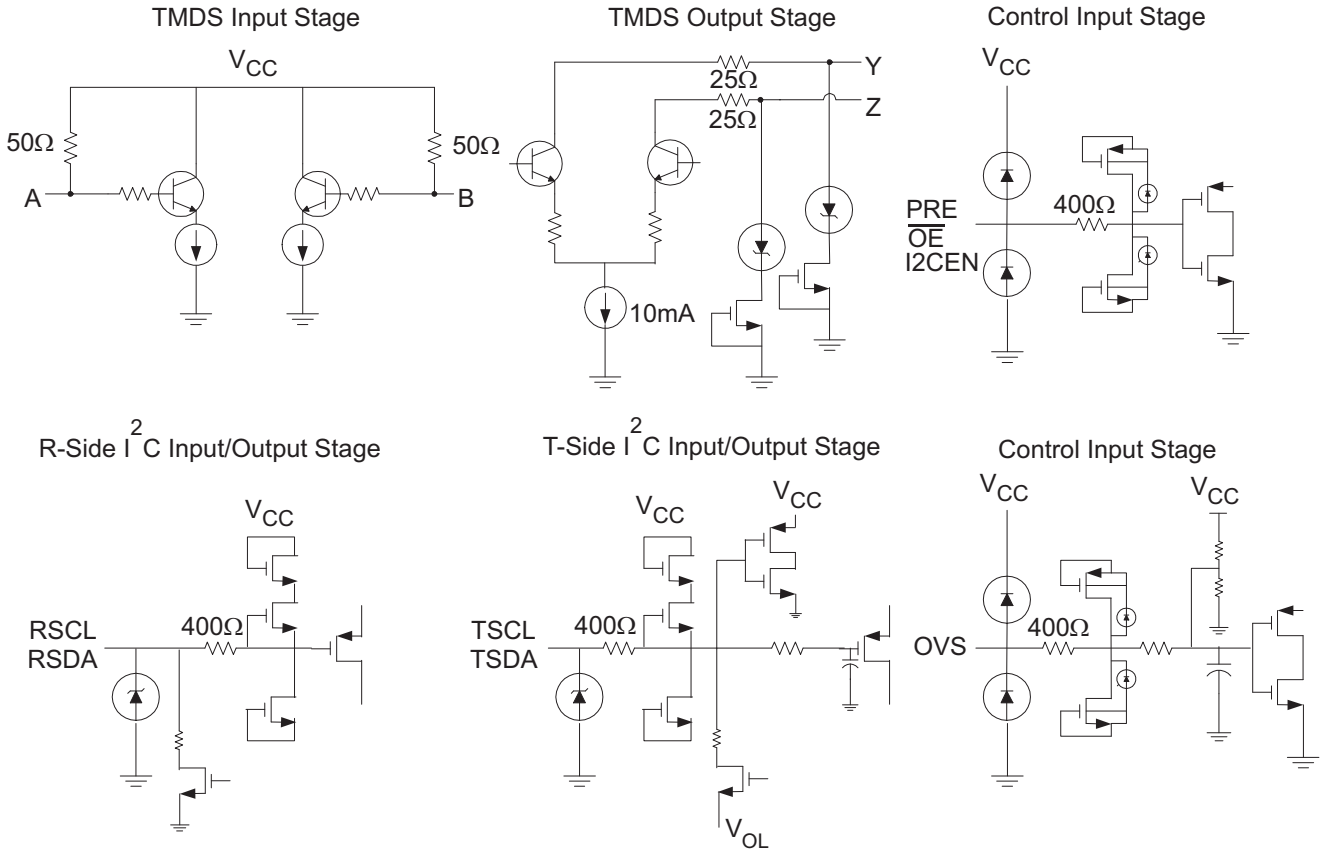 TMDS Input Stage
TMDS Output Stage
Control Input Stage
VCC
50Ω
50Ω
A
B
25Ω
25Ω
Y
Z
10mA
VCC
PRE
OE
I2CEN
400Ω
R-Side I2C Input/Output Stage
T-Side I2C Input/Output Stage
Control Input Stage
VCC
RSCL
RSDA
400Ω
VCC
VCC
TSCL
TSDA
400Ω
VOL
VCC
VCC
OVS
400Ω